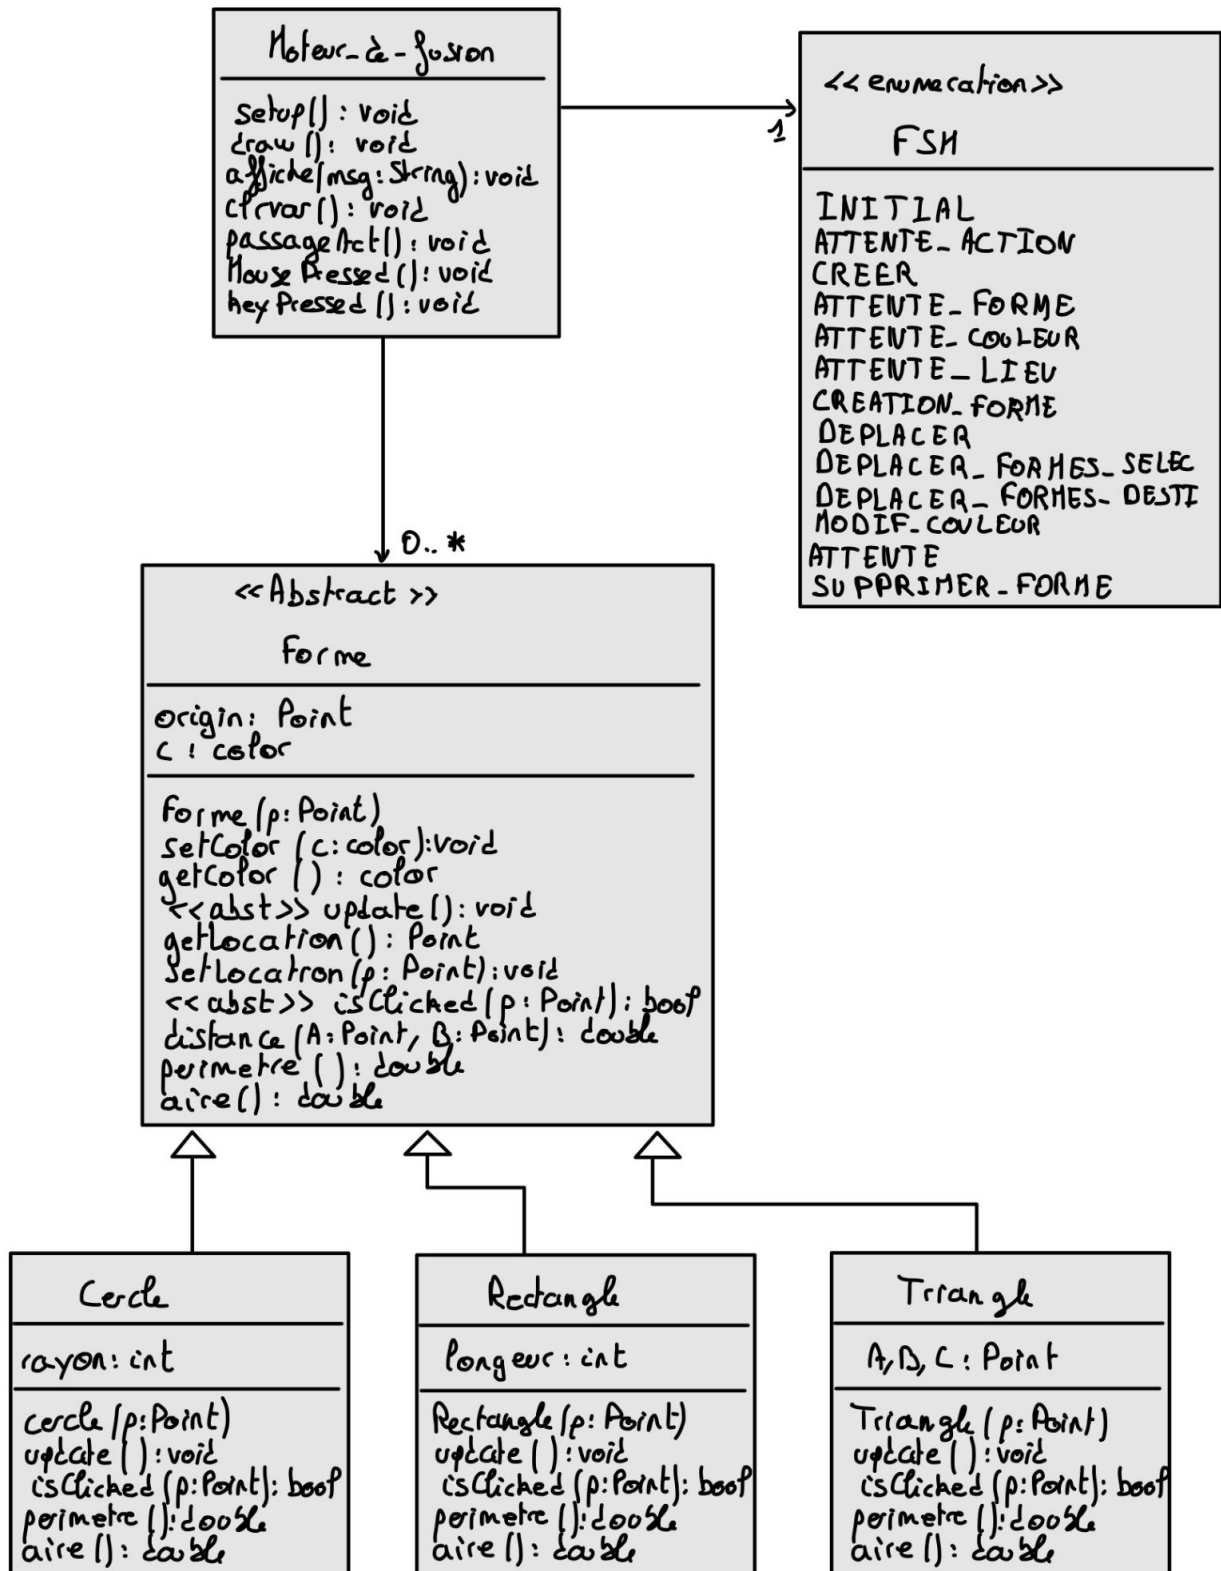 Moteur_de_fusion
setup() : void
draw() : void
affiche(msg: String) : void
clrvar() : void
passageAct() : void
MousePressed() : void
keyPressed() : void
1
<<enumeration>>
FSM
INITIAL
ATTENTE_ACTION
CREER
ATTENTE_FORME
ATTENTE_COULEUR
ATTENTE_LIEU
CREATION_FORME
DEPLACER
DEPLACER_FORMES_SELEC
DEPLACER_FORMES_DESTI
MODIF_COULEUR
ATTENTE
SUPPRIMER_FORME
0..*
<<Abstract>>
Forme
origin: Point
c : color
Forme (p: Point)
setColor (c: color): void
getColor () : color
<<abst>> update(): void
getLocation() : Point
setLocation(p: Point): void
<<abst>> isClicked(p: Point): bool
distance (A: Point, B: Point) : double
perimetre () : double
aire() : double
Cercle
rayon: int
cercle (p: Point)
update () : void
isClicked (p: Point): bool
perimetre (): double
aire () : double
Rectangle
longeur : int
Rectangle (p: Point)
update () : void
isClicked (p: Point): bool
perimetre (): double
aire () : double
Triangle
A, B, C : Point
Triangle (p: Point)
update () : void
isClicked (p: Point): bool
perimetre (): double
aire () : double